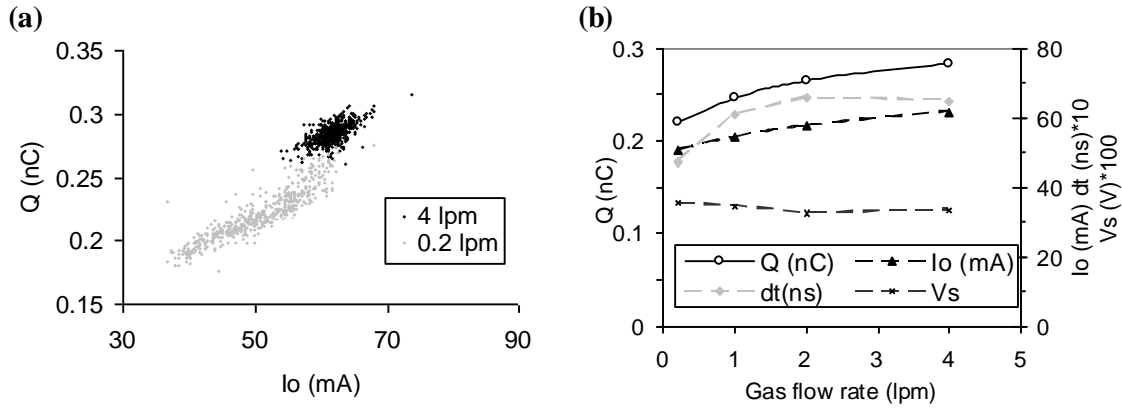 (a)
0.35
0.3
0.25
0.2
0.15
Q (nC)
30 50 70 90
Io (mA)
4 lpm
0.2 lpm
(b)
0.3
0.2
0.1
0
Q (nC)
80
60
40
20
0
Io (mA) dt (ns)*10
Vs (V)*100
Q (nC) Io (mA)
dt(ns) Vs
0 1 2 3 4 5
Gas flow rate (lpm)